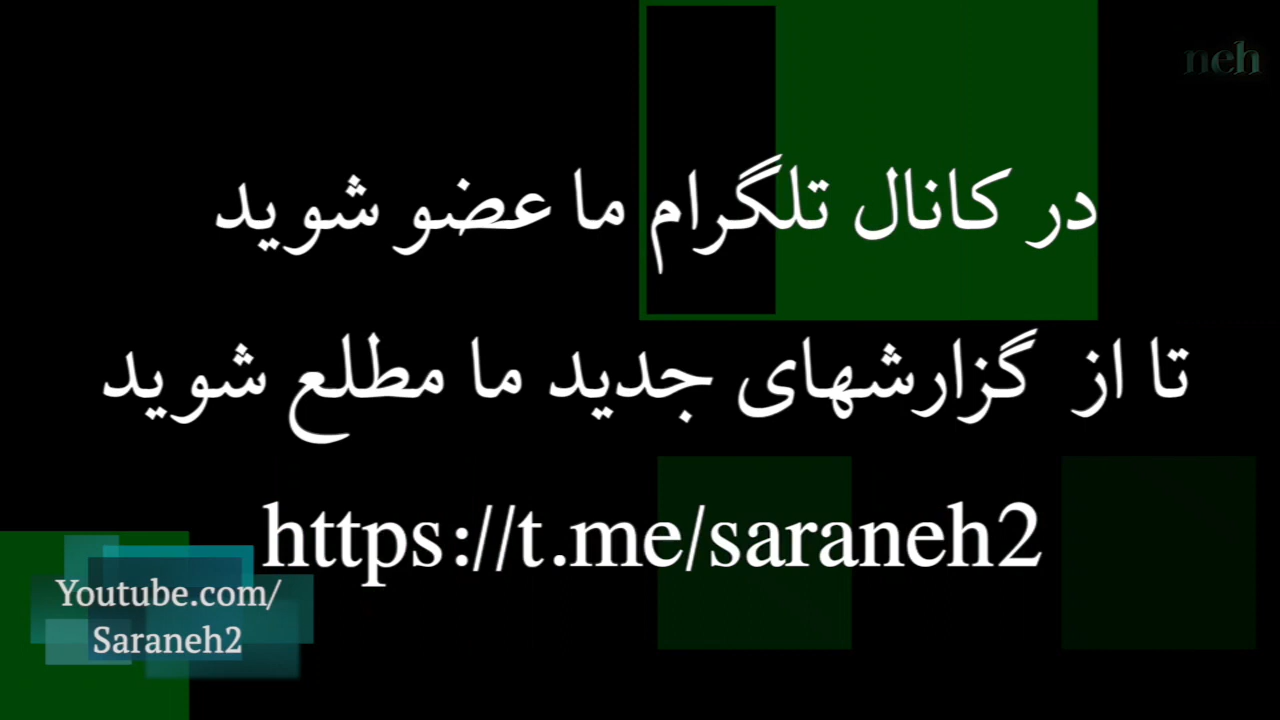 neh
در کانال تلگرام ما عضو شوید
تا از گزارشهای جدید ما مطلع شوید
https://t.me/saraneh2
Youtube.com/
Saraneh2